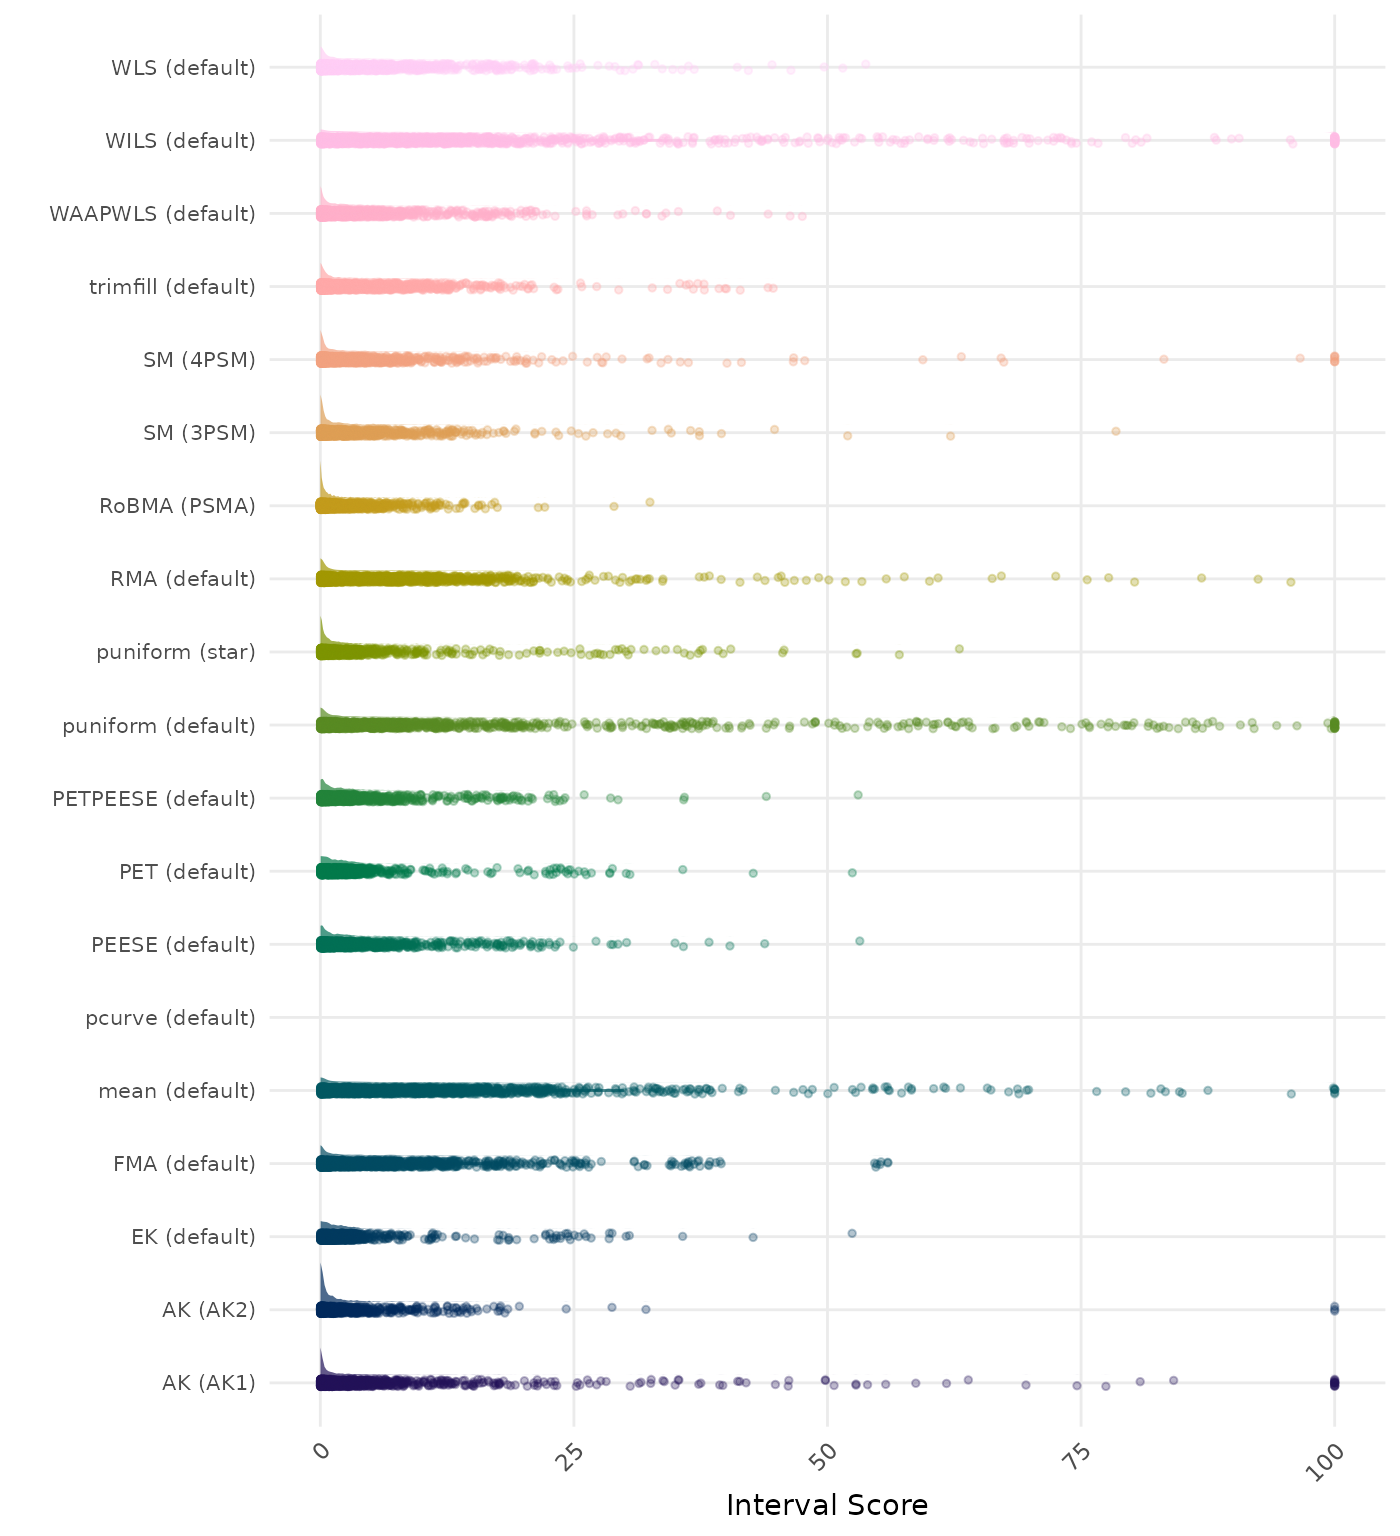 WLS (default)
WILS (default)
WAAPWLS (default)
trimfill (default)
SM (4PSM)
SM (3PSM)
RoBMA (PSMA)
RMA (default)
puniform (star)
puniform (default)
PETPEESE (default)
PET (default)
PEESE (default)
pcurve (default)
mean (default)
FMA (default)
EK (default)
AK (AK2)
AK (AK1)
0 25 50 75 100
Interval Score